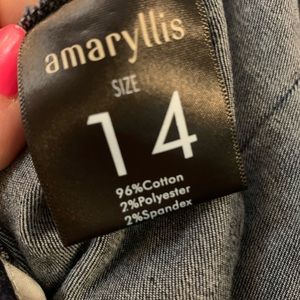 amaryllis
SIZE
14
96%Cotton
2%Polyester
2%Spandex